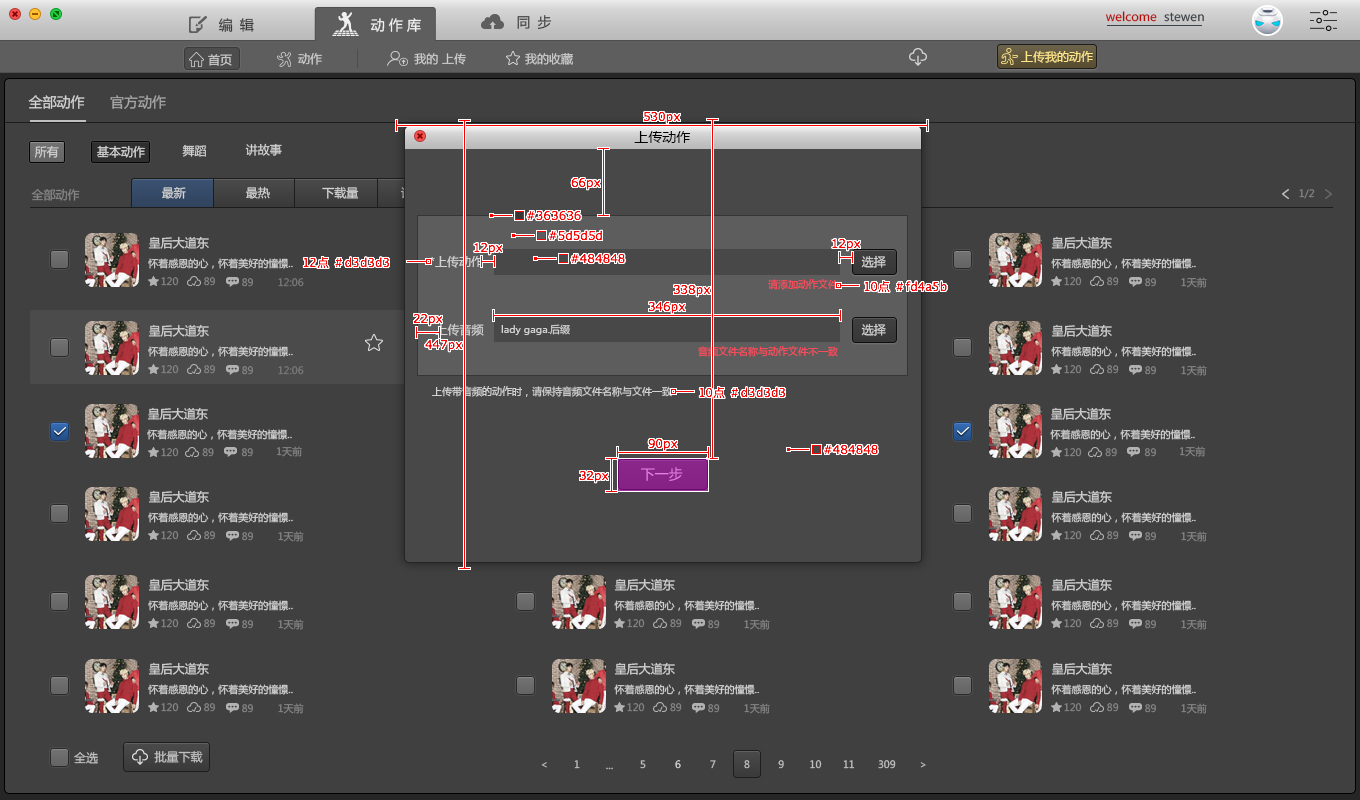 编 辑
动 作 库
同 步
welcome stewen
首页
动作
我的 上传
我的收藏
上传我的动作
全部动作
官方动作
530px
上传动作
所有
基本动作
舞蹈
讲故事
66px
全部动作
最新
最热
下载量
< 1/2 >
#363636
#5d5d5d
12px
12px
皇后大道东
怀着感恩的心，怀着美好的憧憬..
120 89 89 12:06
12点 #d3d3d3
上传动作
#484848
选择
皇后大道东
怀着感恩的心，怀着美好的憧憬..
120 89 89 1天前
请添加动作文件
10点 #fd4a5b
338px
346px
22px
447px
上传音频
lady gaga.后缀
选择
音频文件名称与动作文件不一致
皇后大道东
怀着感恩的心，怀着美好的憧憬..
120 89 89 12:06
皇后大道东
怀着感恩的心，怀着美好的憧憬..
120 89 89 1天前
上传带音频的动作时，请保持音频文件名称与文件一致
10点 #d3d3d3
皇后大道东
怀着感恩的心，怀着美好的憧憬..
120 89 89 1天前
90px
#484848
32px
下一步
皇后大道东
怀着感恩的心，怀着美好的憧憬..
120 89 89 1天前
皇后大道东
怀着感恩的心，怀着美好的憧憬..
120 89 89 1天前
皇后大道东
怀着感恩的心，怀着美好的憧憬..
120 89 89 1天前
皇后大道东
怀着感恩的心，怀着美好的憧憬..
120 89 89 1天前
皇后大道东
怀着感恩的心，怀着美好的憧憬..
120 89 89 1天前
皇后大道东
怀着感恩的心，怀着美好的憧憬..
120 89 89 1天前
皇后大道东
怀着感恩的心，怀着美好的憧憬..
120 89 89 1天前
皇后大道东
怀着感恩的心，怀着美好的憧憬..
120 89 89 1天前
皇后大道东
怀着感恩的心，怀着美好的憧憬..
120 89 89 1天前
全选
批量下载
< 1 ... 5 6 7 8 9 10 11 309 >